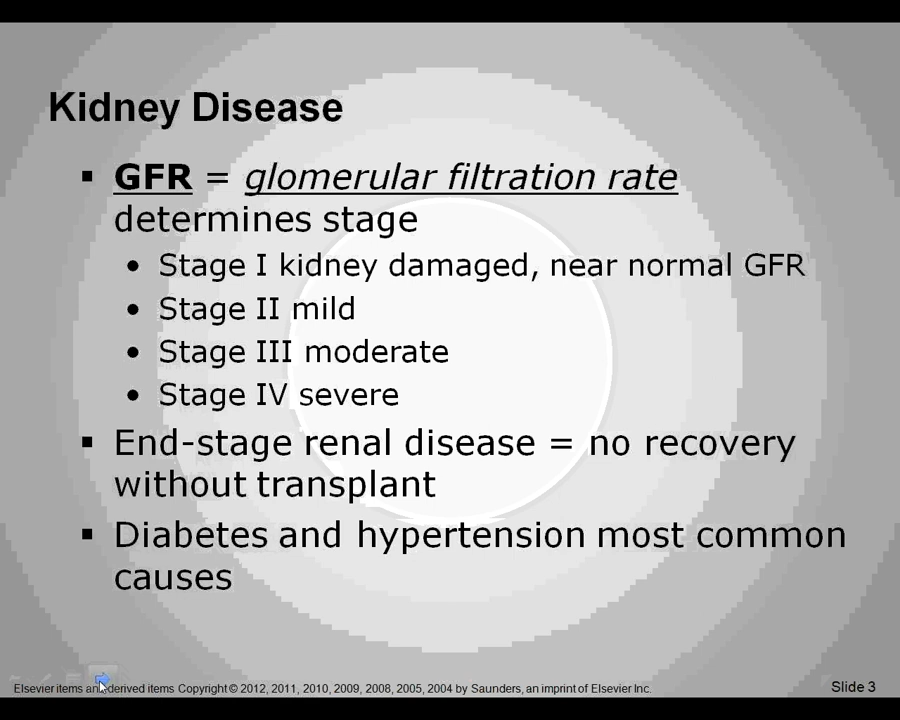 Kidney Disease
▪ GFR = glomerular filtration rate
determines stage
• Stage I kidney damaged, near normal GFR
• Stage II mild
• Stage III moderate
• Stage IV severe
▪ End-stage renal disease = no recovery
without transplant
▪ Diabetes and hypertension most common
causes
Elsevier items and derived items Copyright © 2012, 2011, 2010, 2009, 2008, 2005, 2004 by Saunders, an imprint of Elsevier Inc.
Slide 3